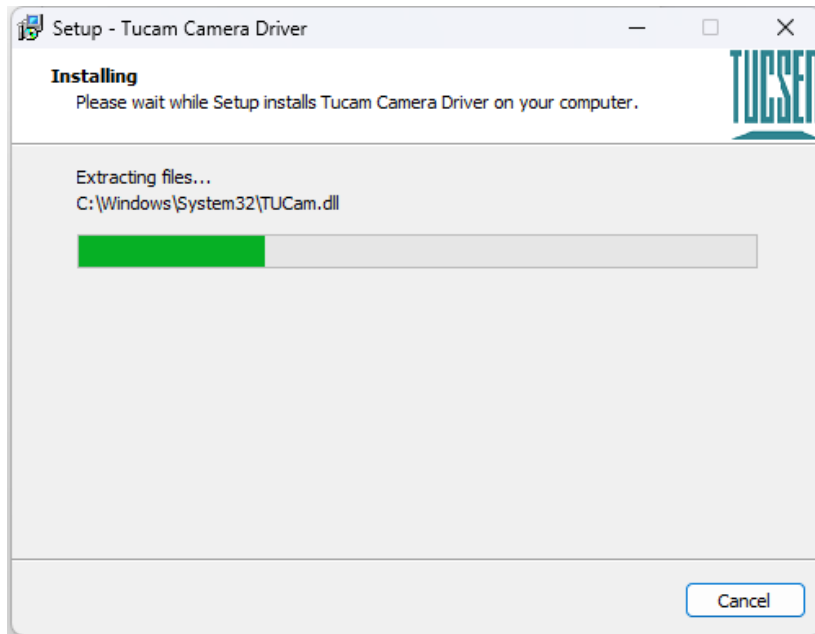 Setup - Tucam Camera Driver
Installing
Please wait while Setup installs Tucam Camera Driver on your computer.
TUCSEN
Extracting files...
C:\Windows\System32\TUCam.dll
Cancel